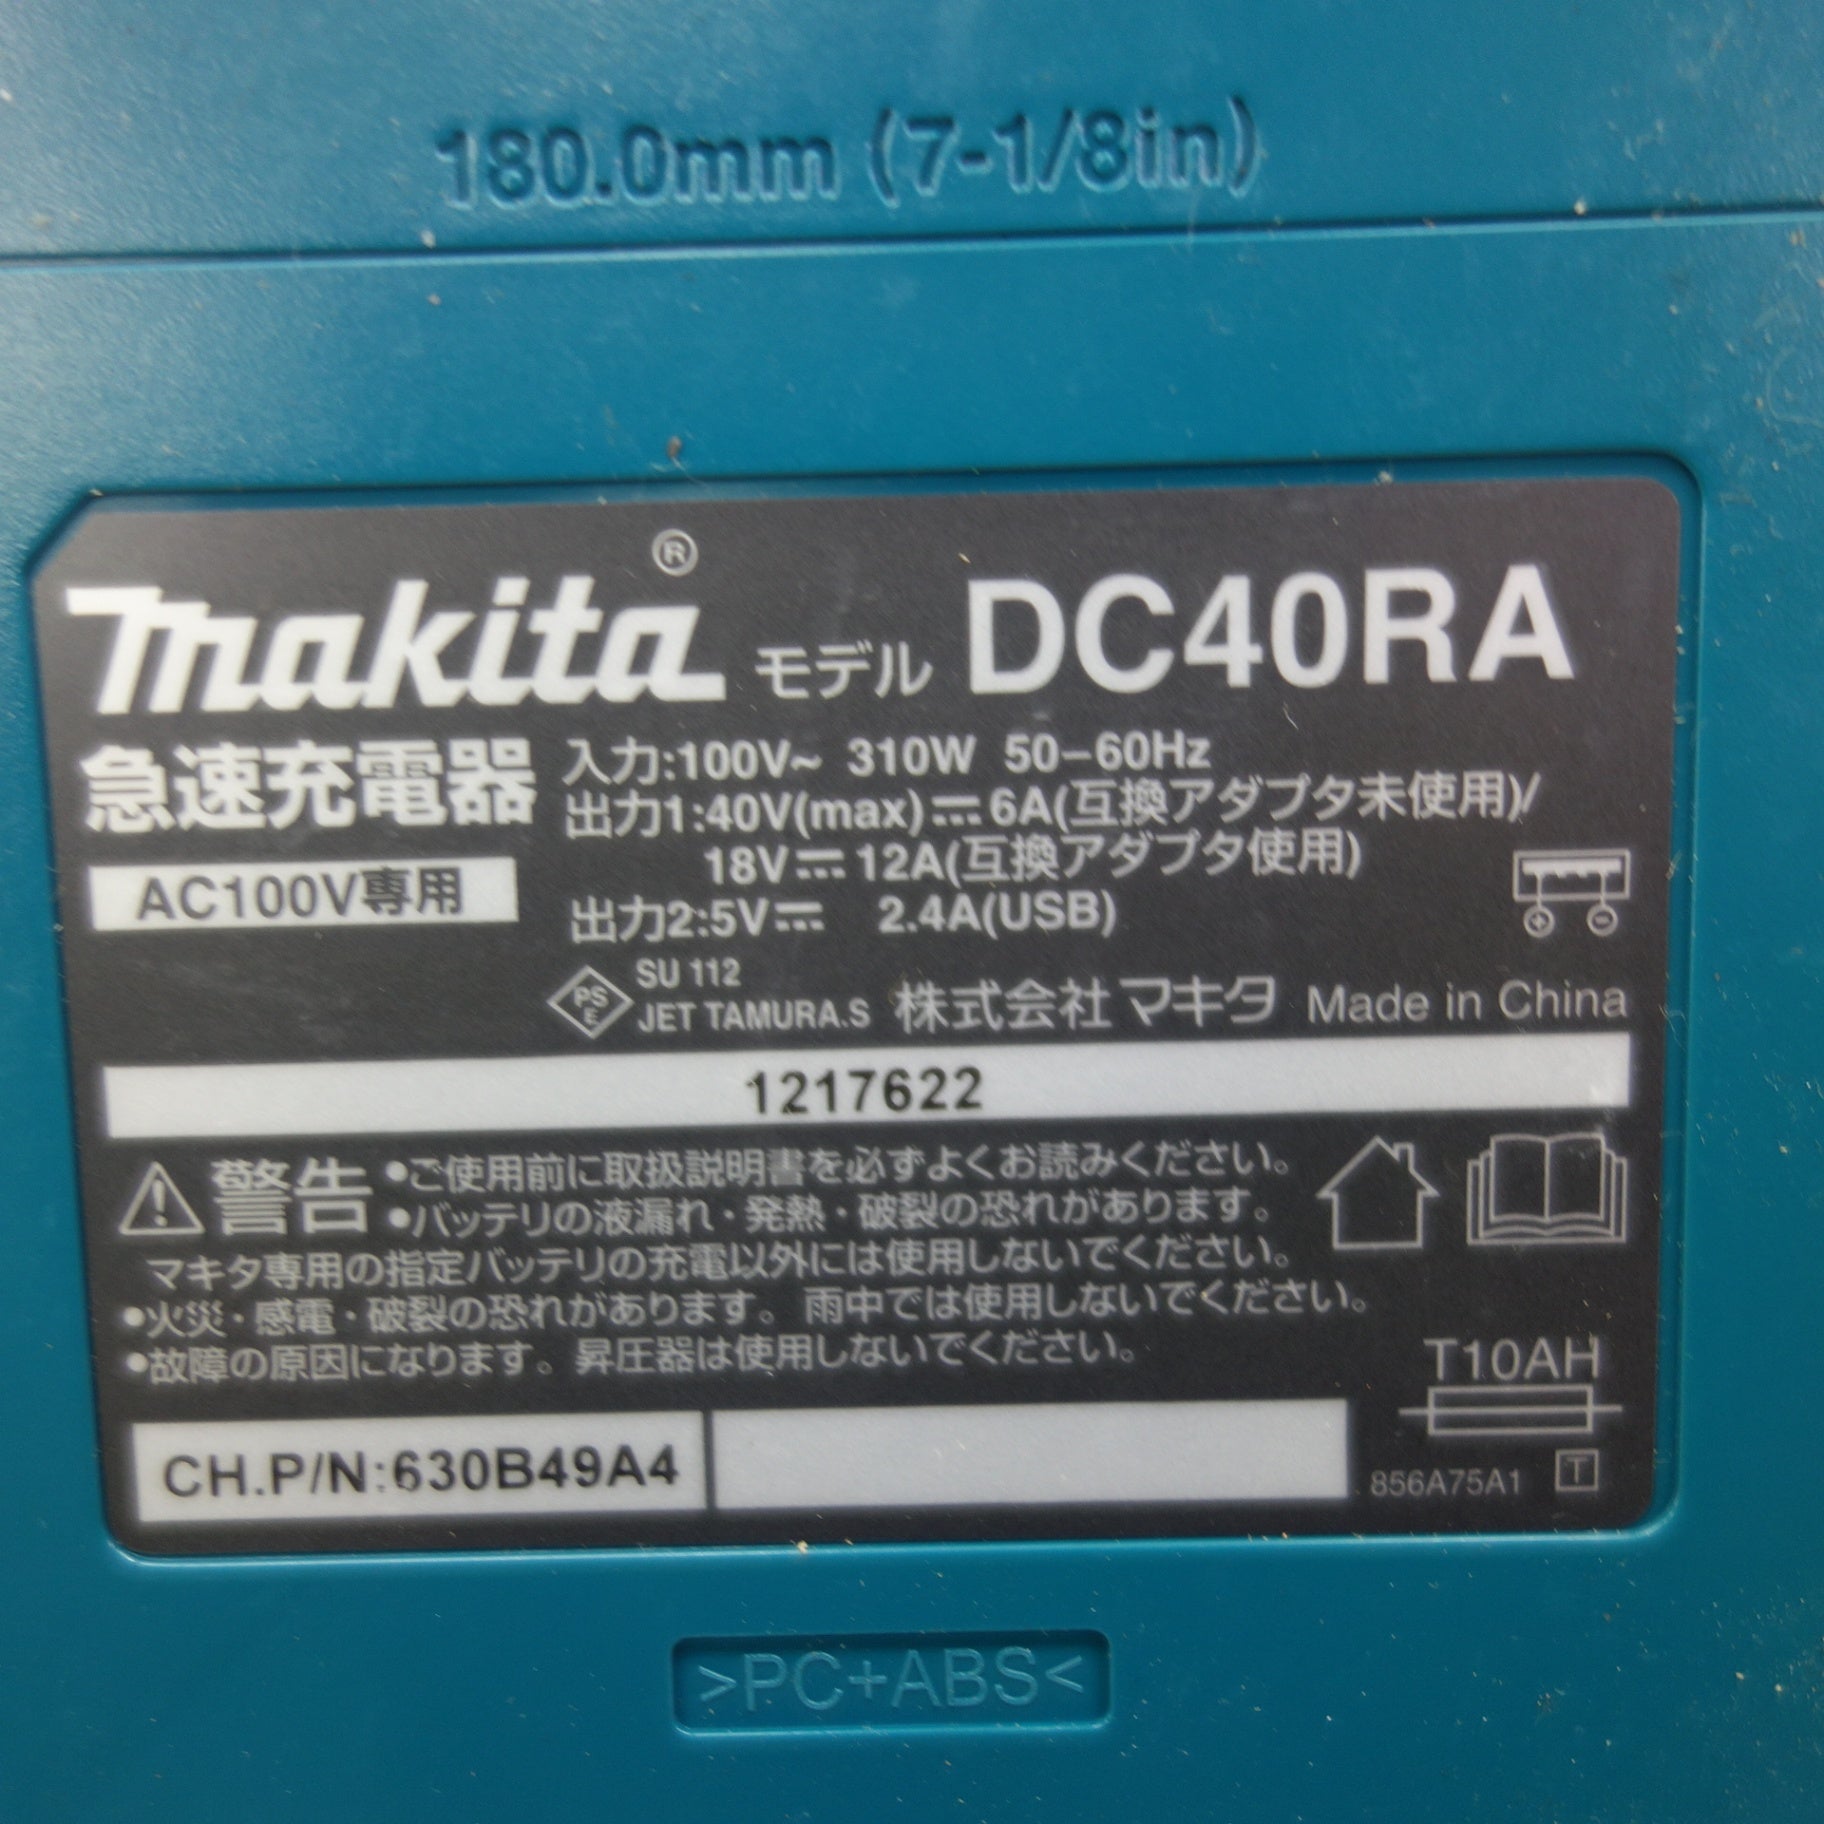 180.0mm (7-1/8in)
makita®
モデル DC40RA
急速充電器
AC100V専用
入力:100V~ 310W 50-60Hz
出力1:40V(max)⎓6A(互換アダプタ未使用)/
18V⎓12A(互換アダプタ使用)
出力2:5V⎓ 2.4A(USB)
+ -
PS
E
SU 112
JET TAMURA.S
株式会社マキタ Made in China
1217622
警告 •ご使用前に取扱説明書を必ずよくお読みください。
•バッテリの液漏れ・発熱・破裂の恐れがあります。
マキタ専用の指定バッテリの充電以外には使用しないでください。
•火災・感電・破裂の恐れがあります。雨中では使用しないでください。
•故障の原因になります。昇圧器は使用しないでください。
T10AH
CH.P/N:630B49A4
856A75A1 T
>PC+ABS<